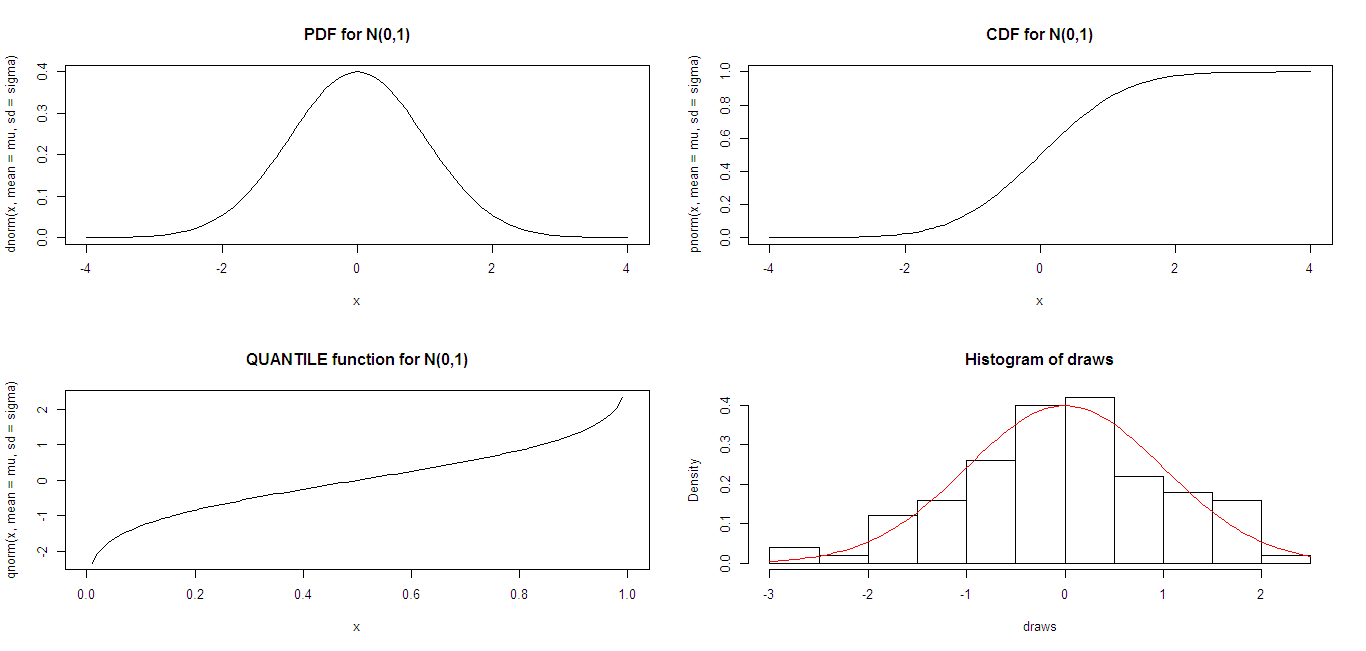 PDF for N(0,1)
dnorm(x, mean = mu, sd = sigma)
0.0 0.1 0.2 0.3 0.4
-4 -2 0 2 4
x
CDF for N(0,1)
pnorm(x, mean = mu, sd = sigma)
0.0 0.2 0.4 0.6 0.8 1.0
-4 -2 0 2 4
x
QUANTILE function for N(0,1)
qnorm(x, mean = mu, sd = sigma)
-2 -1 0 1 2
0.0 0.2 0.4 0.6 0.8 1.0
x
Histogram of draws
Density
0.0 0.1 0.2 0.3 0.4
-3 -2 -1 0 1 2
draws